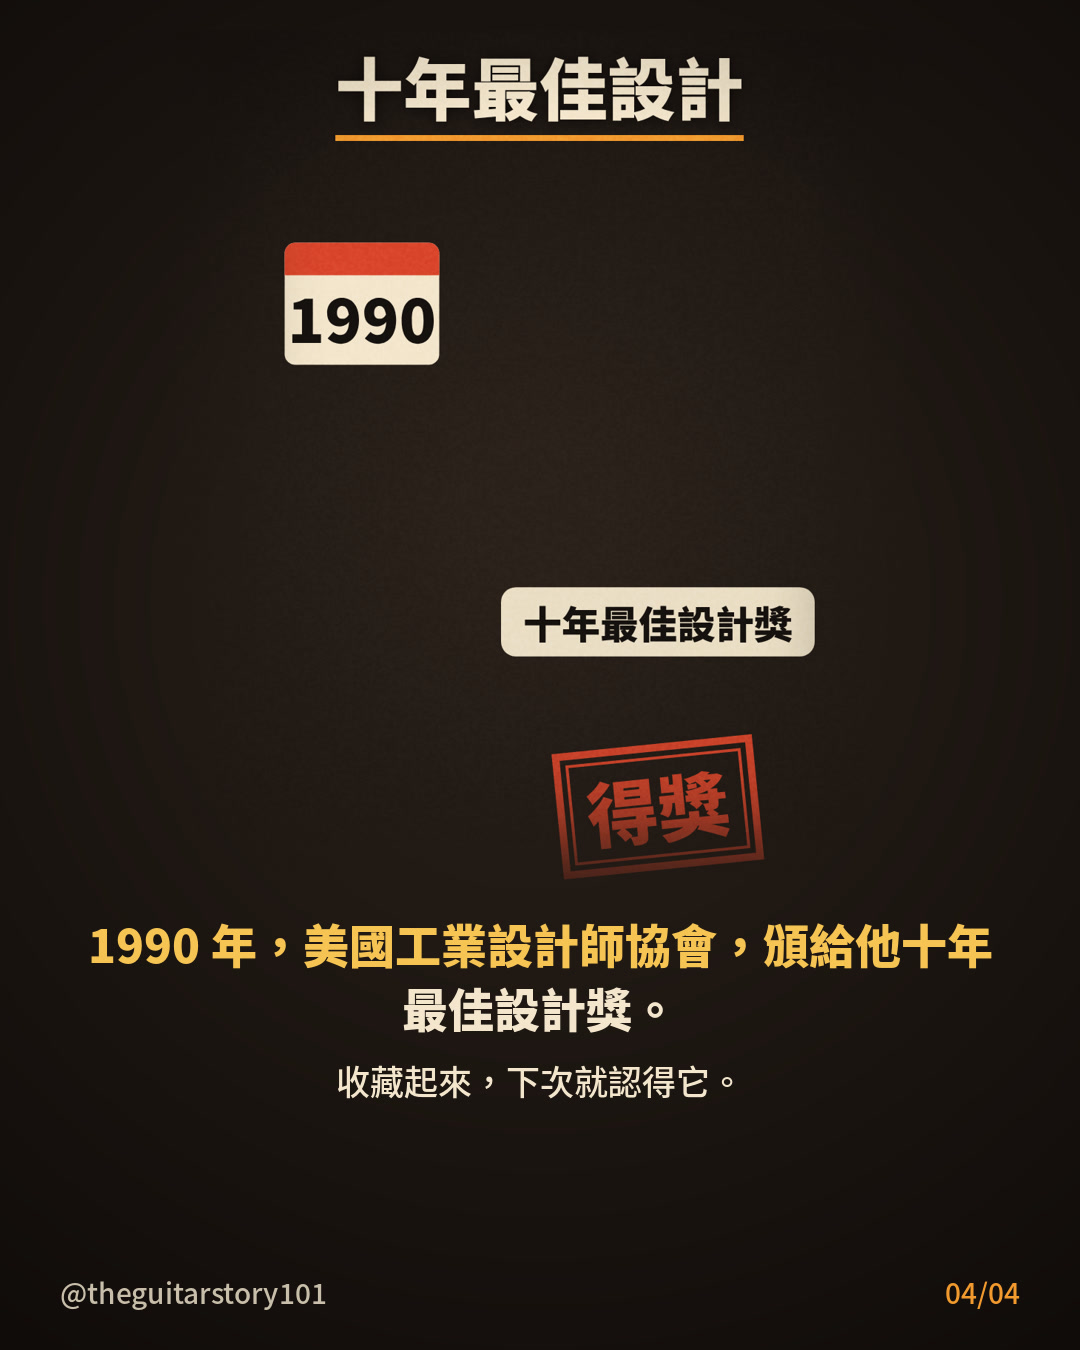 十年最佳設計
1990
十年最佳設計獎
得獎
1990 年，美國工業設計師協會，頒給他十年
最佳設計獎。
收藏起來，下次就認得它。
@theguitarstory101
04/04